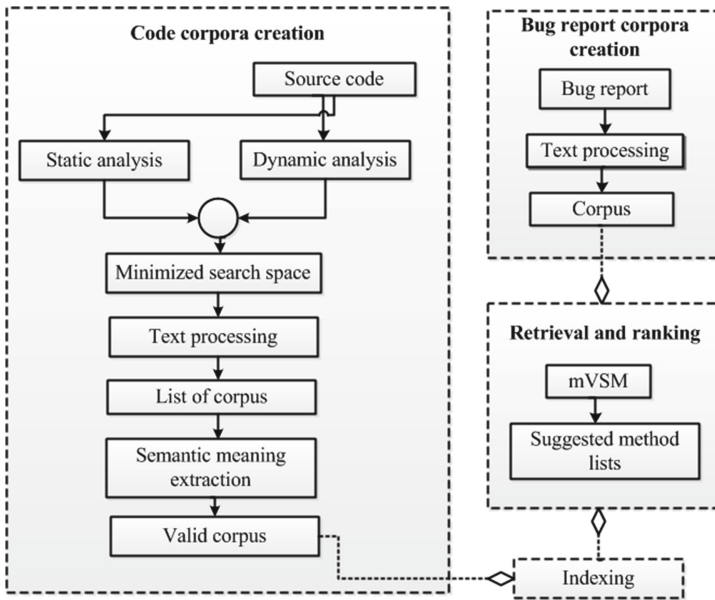 Code corpora creation
Source code
Static analysis
Dynamic analysis
Minimized search space
Text processing
List of corpus
Semantic meaning
extraction
Valid corpus
Bug report corpora
creation
Bug report
Text processing
Corpus
Retrieval and ranking
mVSM
Suggested method
lists
Indexing